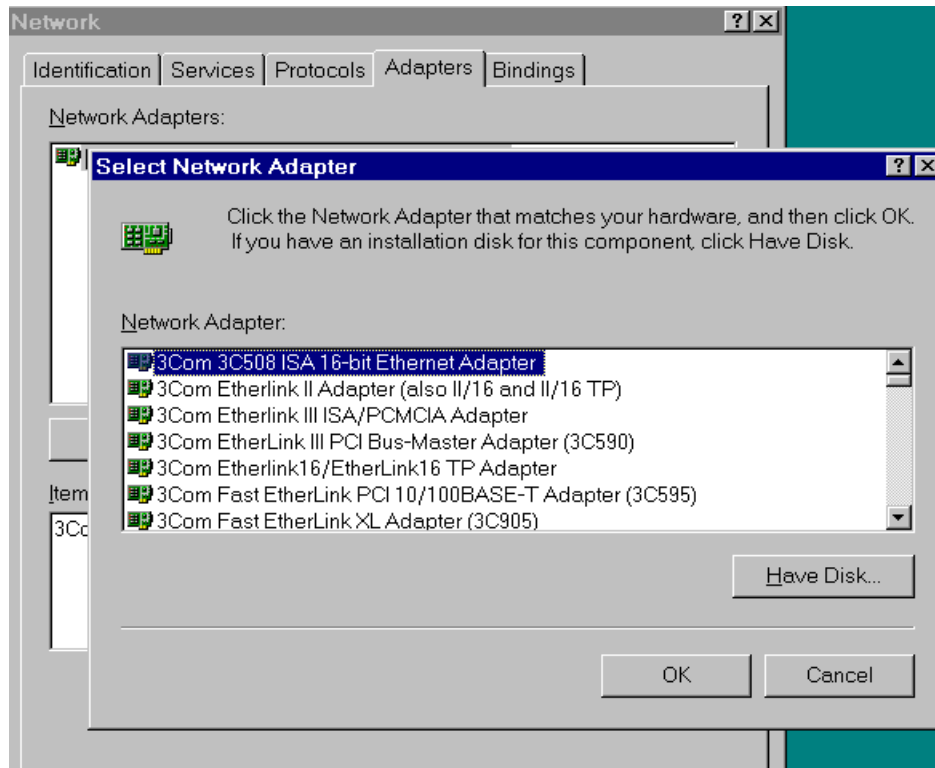 Network
Identification Services Protocols Adapters Bindings
Network Adapters:
Select Network Adapter
Click the Network Adapter that matches your hardware, and then click OK.
If you have an installation disk for this component, click Have Disk.
Network Adapter:
3Com 3C508 ISA 16-bit Ethernet Adapter
3Com Etherlink II Adapter (also II/16 and II/16 TP)
3Com Etherlink III ISA/PCMCIA Adapter
3Com EtherLink III PCI Bus-Master Adapter (3C590)
3Com Etherlink16/EtherLink16 TP Adapter
3Com Fast EtherLink PCI 10/100BASE-T Adapter (3C595)
3Com Fast EtherLink XL Adapter (3C905)
Item
3Co
Have Disk...
OK Cancel